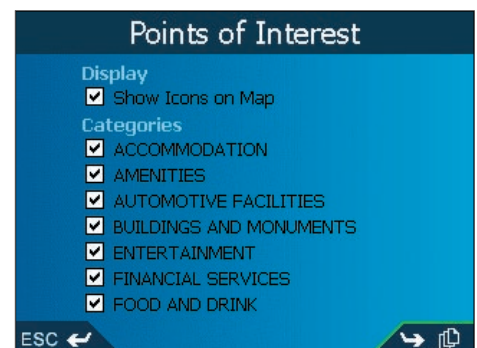 Points of Interest
Display
Show Icons on Map
Categories
ACCOMMODATION
AMENITIES
AUTOMOTIVE FACILITIES
BUILDINGS AND MONUMENTS
ENTERTAINMENT
FINANCIAL SERVICES
FOOD AND DRINK
ESC